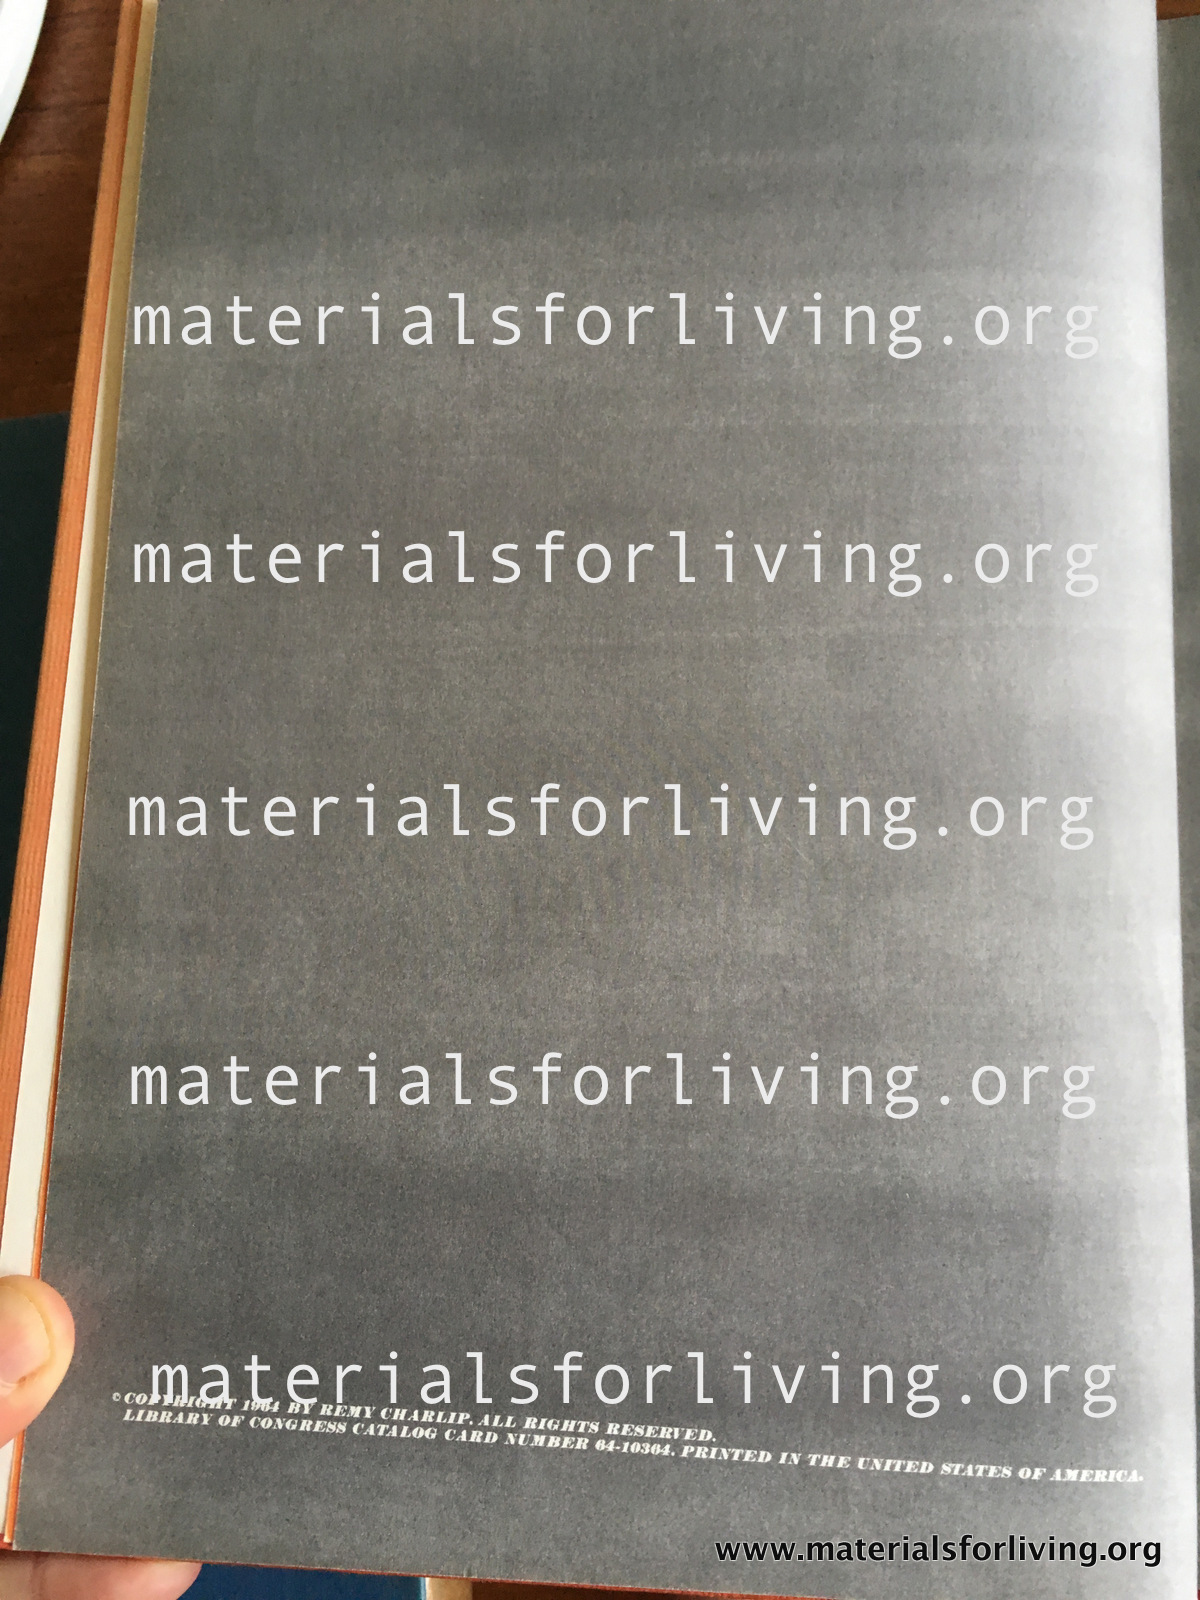 materialsforliving.org
materialsforliving.org
materialsforliving.org
materialsforliving.org
materialsforliving.org
© COPYRIGHT 1964 BY REMY CHARLIP. ALL RIGHTS RESERVED.
LIBRARY OF CONGRESS CATALOG CARD NUMBER 64-10364. PRINTED IN THE UNITED STATES OF AMERICA.
www.materialsforliving.org